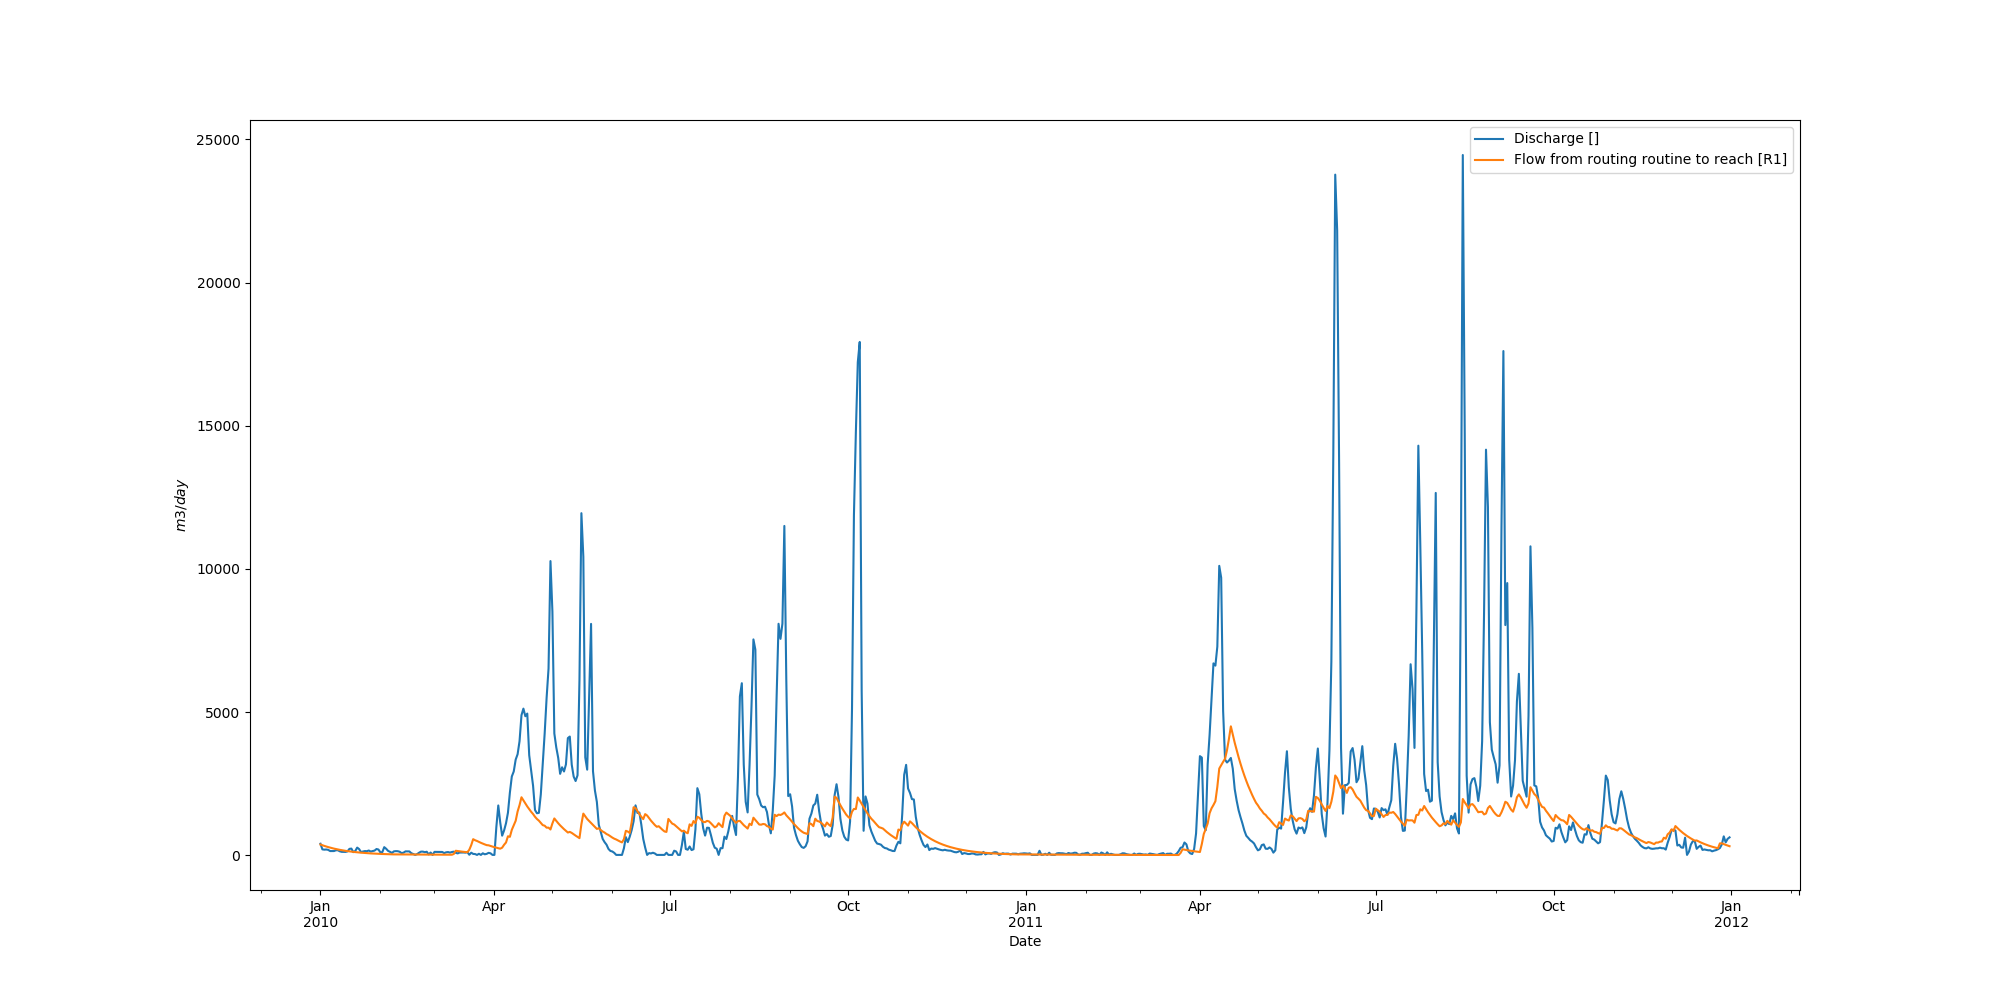 Discharge []
Flow from routing routine to reach [R1]
25000
20000
15000
10000
5000
0
m3/day
Jan Apr Jul Oct Jan Apr Jul Oct Jan
2010 2011 2012
Date